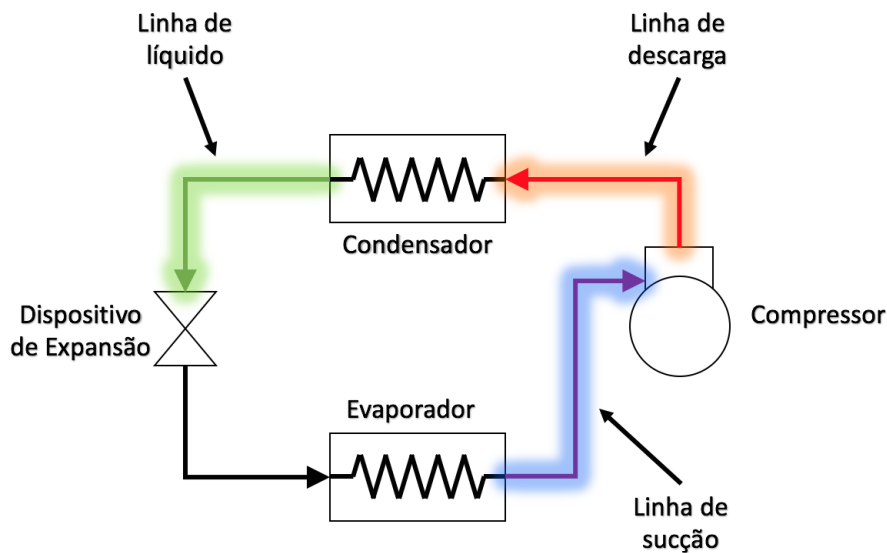 Linha de
líquido
Linha de
descarga
Condensador
Dispositivo
de Expansão
Compressor
Evaporador
Linha de
sucção